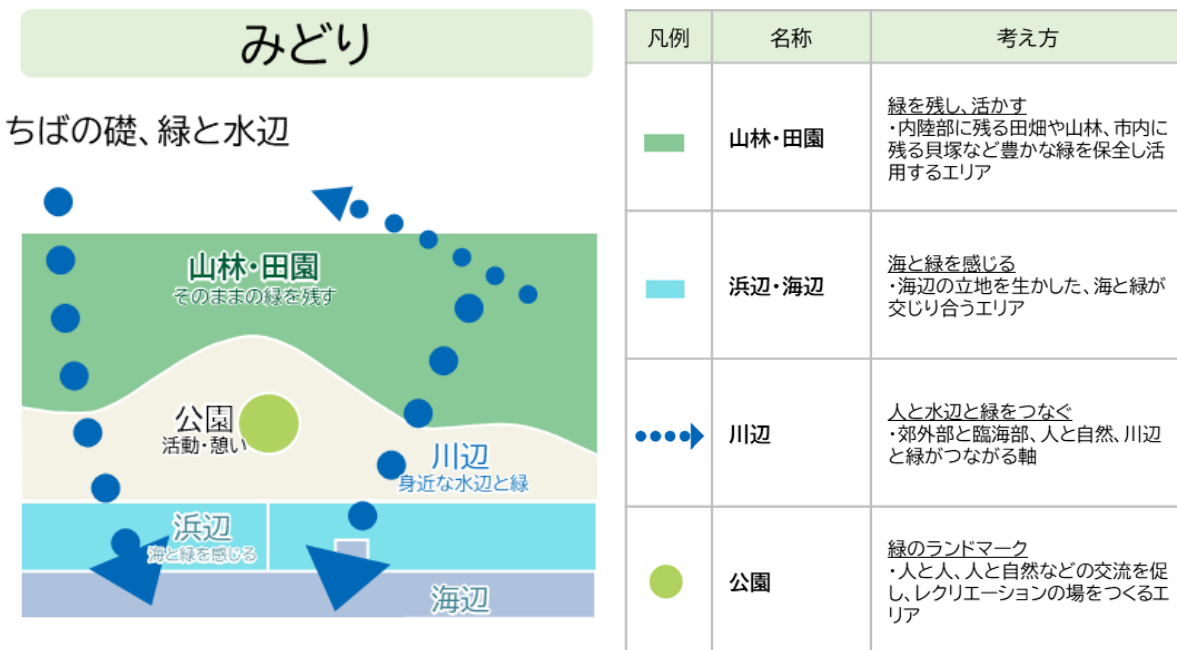 みどり
ちばの礎、緑と水辺
山林・田園
そのままの緑を残す
公園
活動・憩い
川辺
身近な水辺と緑
浜辺
海と緑を感じる
海辺
凡例 名称 考え方
山林・田園
緑を残し、活かす
・内陸部に残る田畑や山林、市内に
残る貝塚など豊かな緑を保全し活
用するエリア
浜辺・海辺
海と緑を感じる
・海辺の立地を生かした、海と緑が
交じり合うエリア
川辺
人と水辺と緑をつなぐ
・郊外部と臨海部、人と自然、川辺
と緑がつながる軸
公園
緑のランドマーク
・人と人、人と自然などの交流を促
し、レクリエーションの場をつくるエ
リア